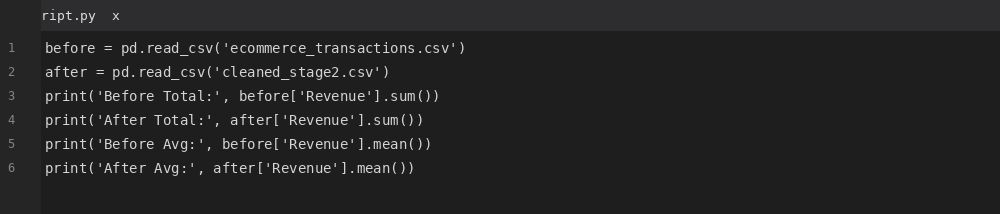 ript.py x
1 before = pd.read_csv('ecommerce_transactions.csv')
2 after = pd.read_csv('cleaned_stage2.csv')
3 print('Before Total:', before['Revenue'].sum())
4 print('After Total:', after['Revenue'].sum())
5 print('Before Avg:', before['Revenue'].mean())
6 print('After Avg:', after['Revenue'].mean())